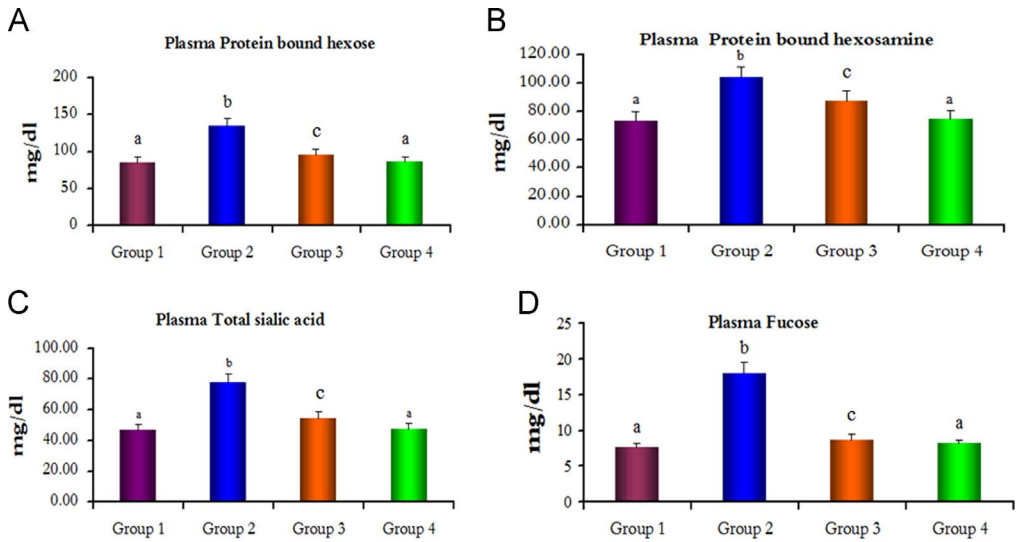 A
Plasma Protein bound hexose
mg/dl
200
150
100
50
0
a
b
c
a
Group 1 Group 2 Group 3 Group 4
B
Plasma Protein bound hexosamine
mg/dl
120.00
100.00
80.00
60.00
40.00
20.00
0.00
a
b
c
a
Group 1 Group 2 Group 3 Group 4
C
Plasma Total sialic acid
mg/dl
100.00
80.00
60.00
40.00
20.00
0.00
a
b
c
a
Group 1 Group 2 Group 3 Group 4
D
Plasma Fucose
mg/dl
25
20
15
10
5
0
a
b
c
a
Group 1 Group 2 Group 3 Group 4